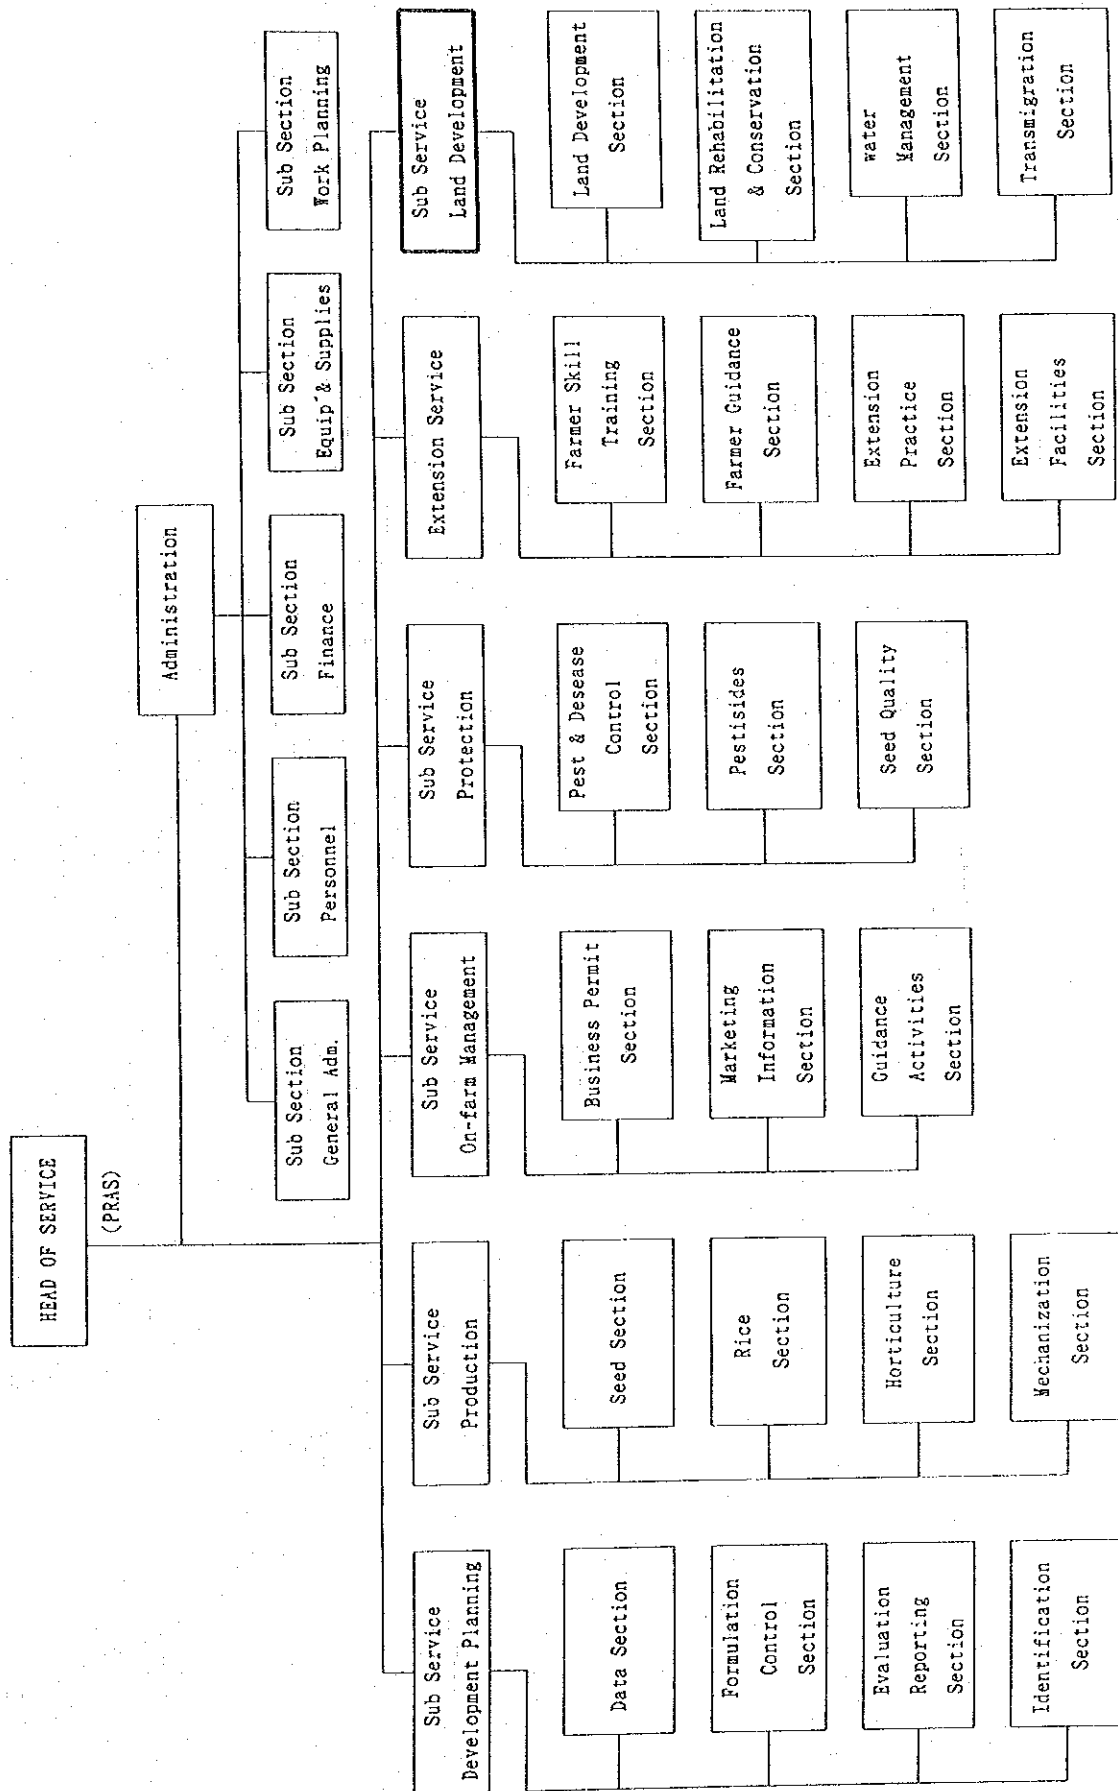 HEAD OF SERVICE
(PRAS)
Administration
Sub Section
General Adm.
Sub Section
Personnel
Sub Section
Finance
Sub Section
Equip'& Supplies
Sub Section
Work Planning
Sub Service
Development Planning
Data Section
Formulation
Control
Section
Evaluation
Reporting
Section
Identification
Section
Sub Service
Production
Seed Section
Rice
Section
Horticulture
Section
Mechanization
Section
Sub Service
On-farm Management
Business Permit
Section
Marketing
Information
Section
Guidance
Activities
Section
Sub Service
Protection
Pest & Desease
Control
Section
Pestisides
Section
Seed Quality
Section
Extension Service
Farmer Skill
Training
Section
Farmer Guidance
Section
Extension
Practice
Section
Extension
Facilities
Section
Sub Service
Land Development
Land Development
Section
Land Rehabilitation
& Conservation
Section
water
Management
Section
Transmigration
Section